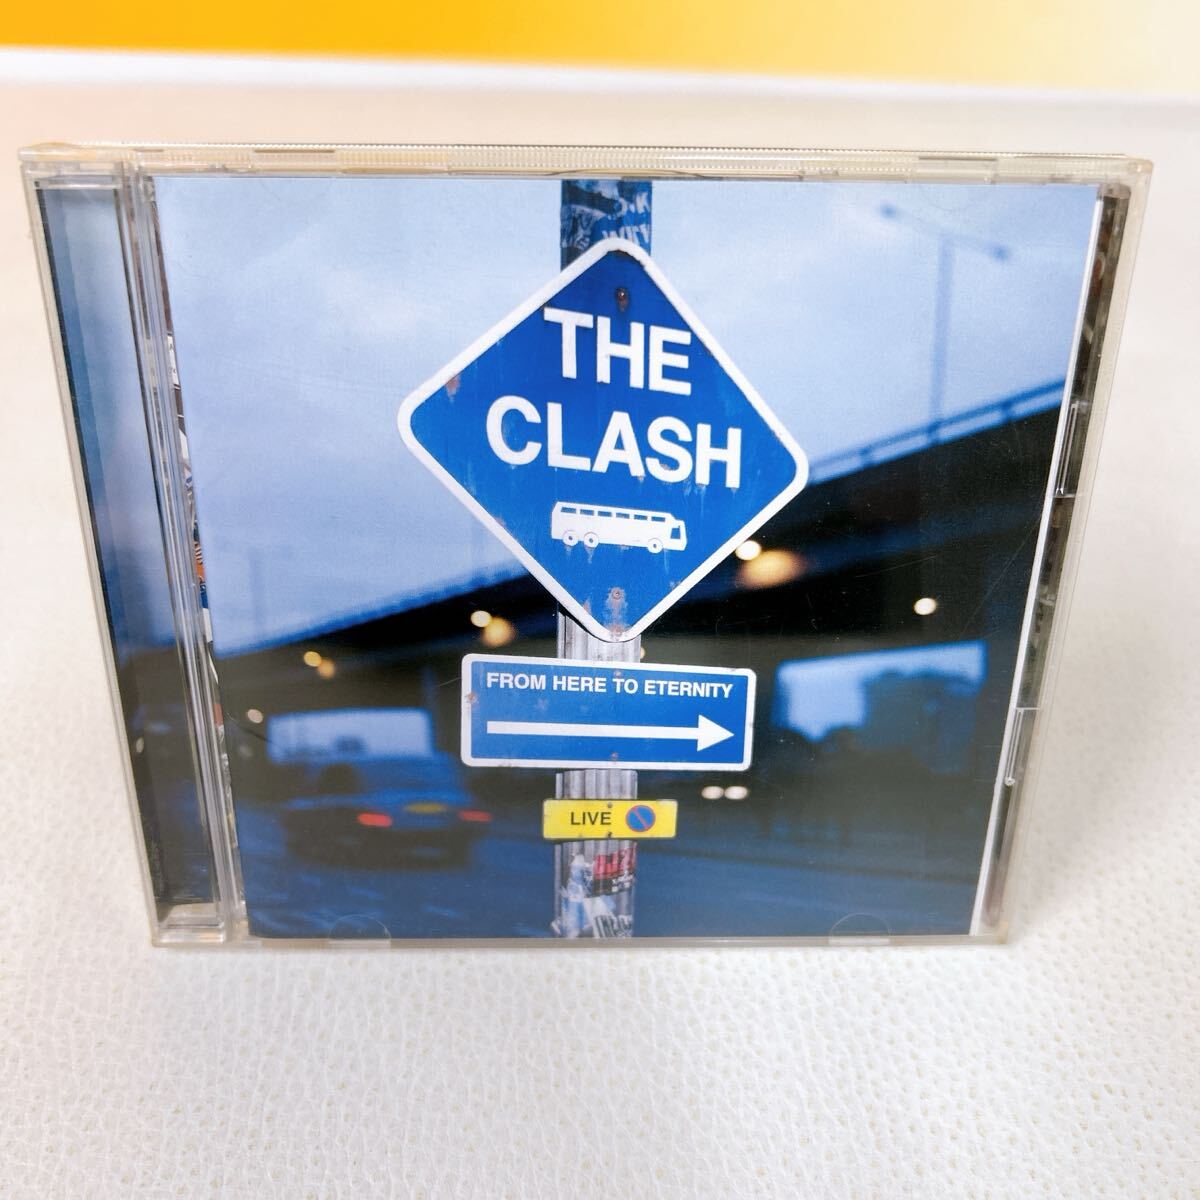 THE
CLASH
FROM HERE TO ETERNITY
LIVE